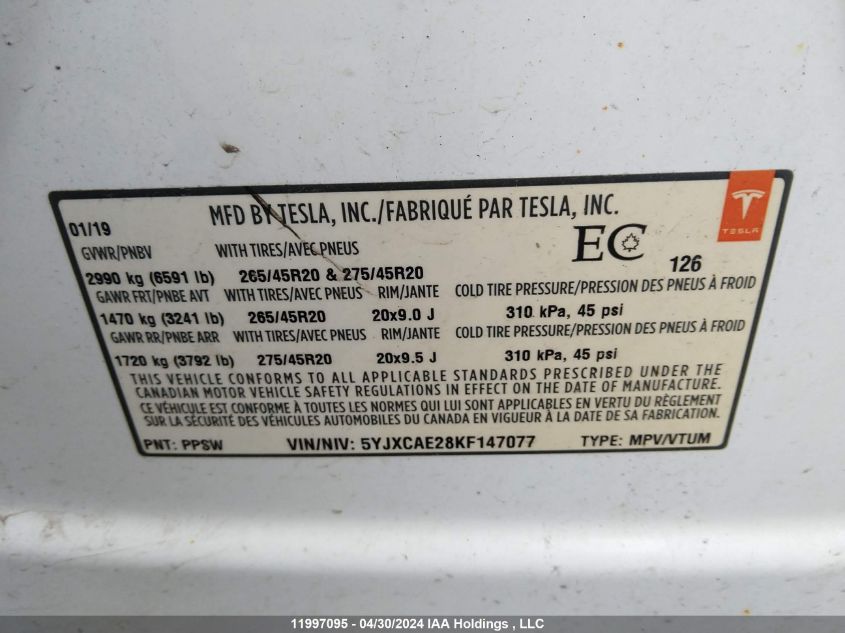 MFD BY TESLA, INC./FABRIQUÉ PAR TESLA, INC.
TESLA
01/19
EC
126
GVWR/PNBV WITH TIRES/AVEC PNEUS
2990 kg (6591 lb) 265/45R20 & 275/45R20
GAWR FRT/PNBE AVT WITH TIRES/AVEC PNEUS RIM/JANTE COLD TIRE PRESSURE/PRESSION DES PNEUS À FROID
1470 kg (3241 lb) 265/45R20 20x9.0 J 310 kPa, 45 psi
GAWR RR/PNBE ARR WITH TIRES/AVEC PNEUS RIM/JANTE COLD TIRE PRESSURE/PRESSION DES PNEUS À FROID
1720 kg (3792 lb) 275/45R20 20x9.5 J 310 kPa, 45 psi
THIS VEHICLE CONFORMS TO ALL APPLICABLE STANDARDS PRESCRIBED UNDER THE
CANADIAN MOTOR VEHICLE SAFETY REGULATIONS IN EFFECT ON THE DATE OF MANUFACTURE.
CE VÉHICULE EST CONFORME À TOUTES LES NORMES QUI LUI SONT APPLICABLES EN VERTU DU RÈGLEMENT
SUR LA SÉCURITÉ DES VÉHICULES AUTOMOBILES DU CANADA EN VIGUEUR À LA DATE DE SA FABRICATION.
PNT: PPSW VIN/NIV: 5YJXCAE28KF147077 TYPE: MPV/VTUM
11997095 - 04/30/2024 IAA Holdings , LLC